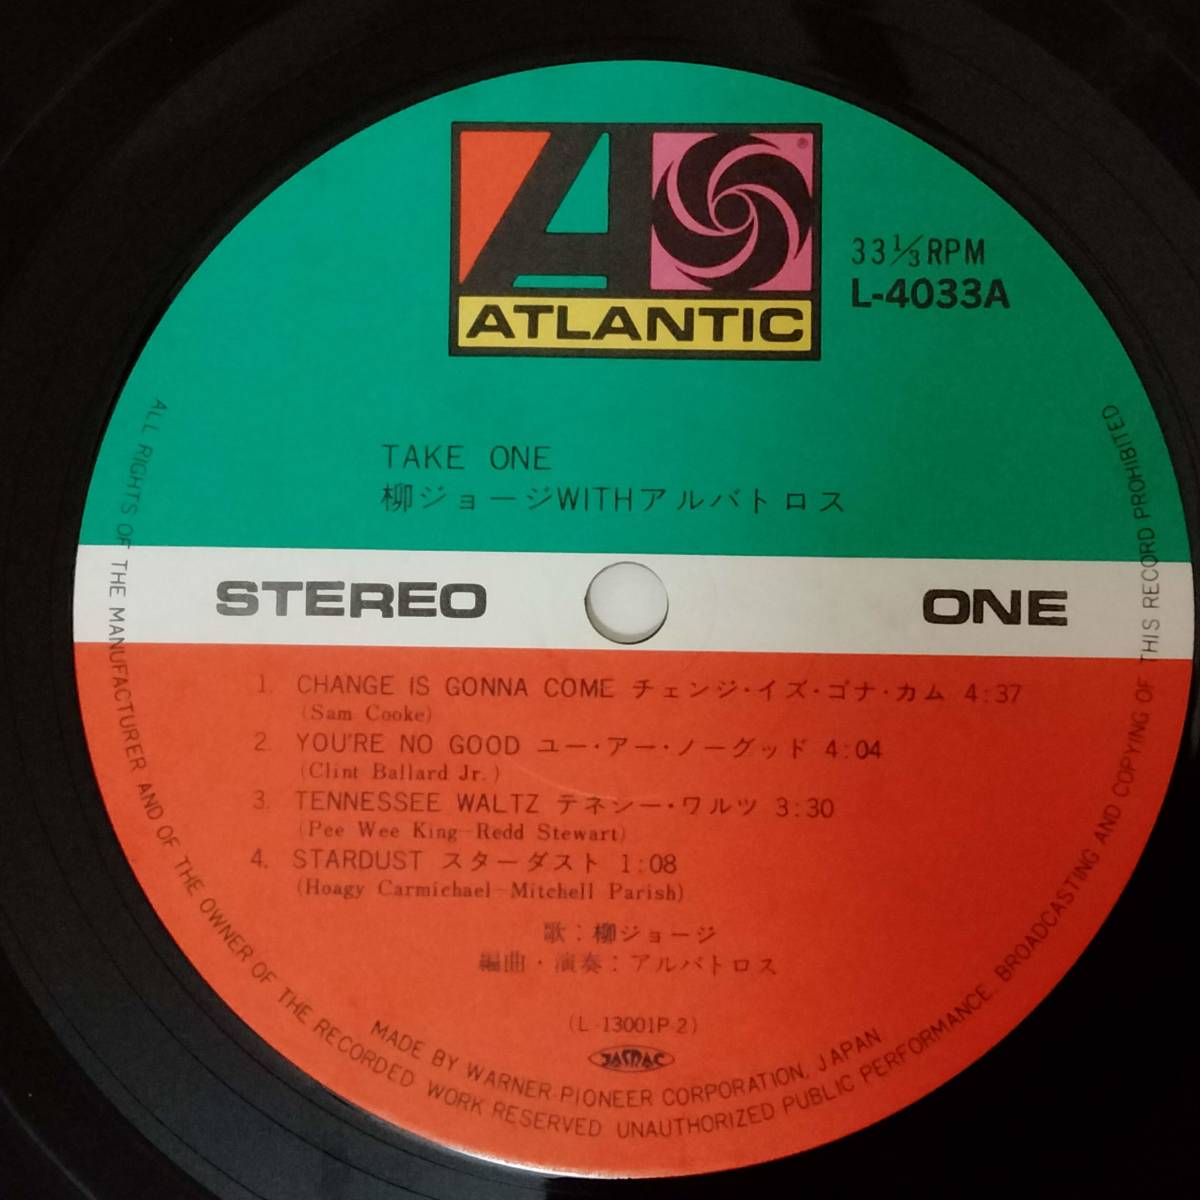 ATLANTIC
®
33⅓RPM
L-4033A
TAKE ONE
柳ジョージWITHアルバトロス
STEREO
ONE
1. CHANGE IS GONNA COME チェンジ・イズ・ゴナ・カム 4:37
(Sam Cooke)
2. YOU'RE NO GOOD ユー・アー・ノーグッド 4:04
(Clint Ballard Jr.)
3. TENNESSEE WALTZ テネシー・ワルツ 3:30
(Pee Wee King-Redd Stewart)
4. STARDUST スターダスト 1:08
(Hoagy Carmichael-Mitchell Parish)
歌:柳ジョージ
編曲・演奏:アルバトロス
(L-13001P-2)
JASRAC
MADE BY WARNER-PIONEER CORPORATION, JAPAN
ALL RIGHTS OF THE MANUFACTURER AND OF THE OWNER OF THE RECORDED WORK RESERVED UNAUTHORIZED PUBLIC PERFORMANCE. BROADCASTING AND COPYING OF THIS RECORD PROHIBITED